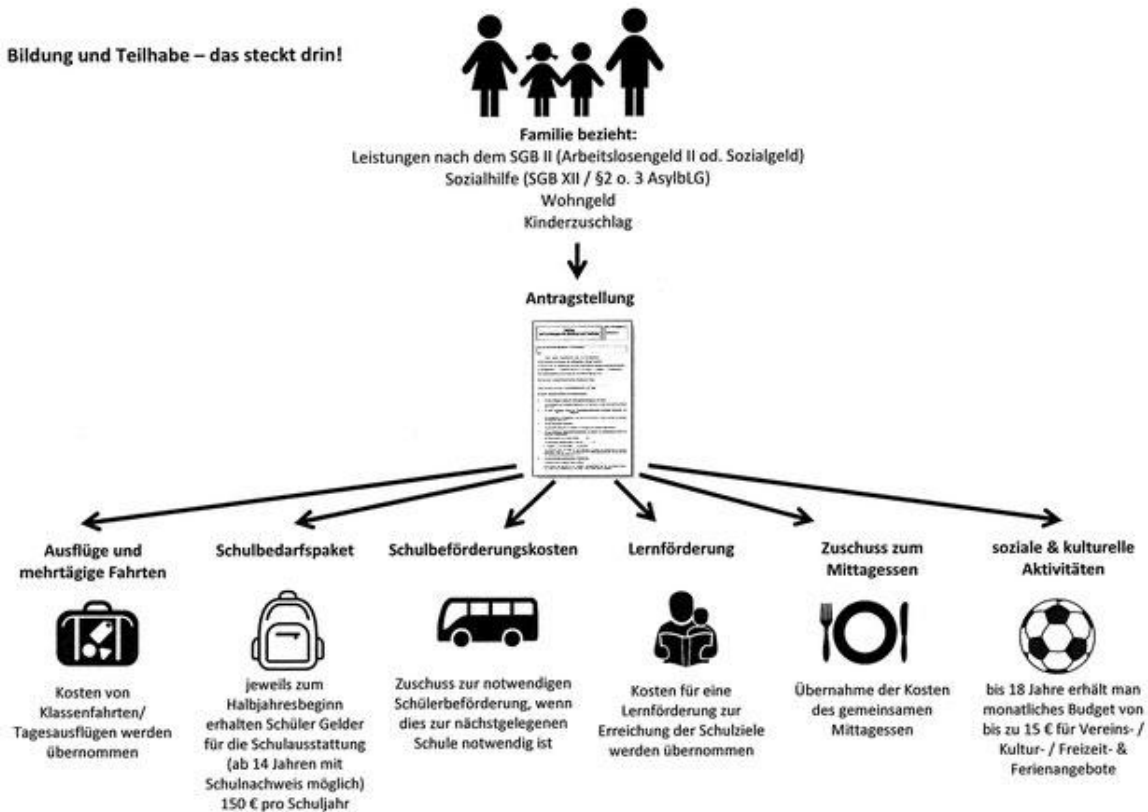 Bildung und Teilhabe – das steckt drin!
Familie bezieht:
Leistungen nach dem SGB II (Arbeitslosengeld II od. Sozialgeld)
Sozialhilfe (SGB XII / §2 o. 3 AsylbLG)
Wohngeld
Kinderzuschlag
Antragstellung
Ausflüge und
mehrtägige Fahrten
Kosten von
Klassenfahrten/
Tagesausflügen werden
übernommen
Schulbedarfspaket
jeweils zum
Halbjahresbeginn
erhalten Schüler Gelder
für die Schulausstattung
(ab 14 Jahren mit
Schulnachweis möglich)
150 € pro Schuljahr
Schulbeförderungskosten
Zuschuss zur notwendigen
Schülerbeförderung, wenn
dies zur nächstgelegenen
Schule notwendig ist
Lernförderung
Kosten für eine
Lernförderung zur
Erreichung der Schulziele
werden übernommen
Zuschuss zum
Mittagessen
Übernahme der Kosten
des gemeinsamen
Mittagessen
soziale & kulturelle
Aktivitäten
bis 18 Jahre erhält man
monatliches Budget von
bis zu 15 € für Vereins- /
Kultur- / Freizeit- &
Ferienangebote